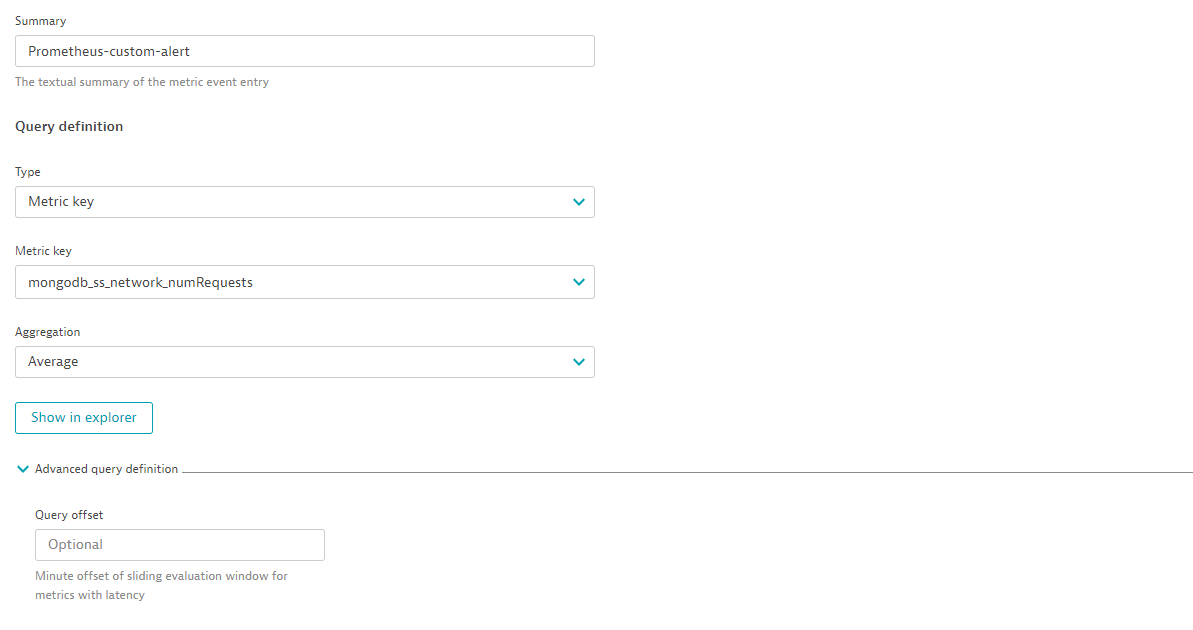 Summary
Prometheus-custom-alert
The textual summary of the metric event entry
Query definition
Type
Metric key
Metric key
mongodb_ss_network_numRequests
Aggregation
Average
Show in explorer
Advanced query definition
Query offset
Optional
Minute offset of sliding evaluation window for
metrics with latency